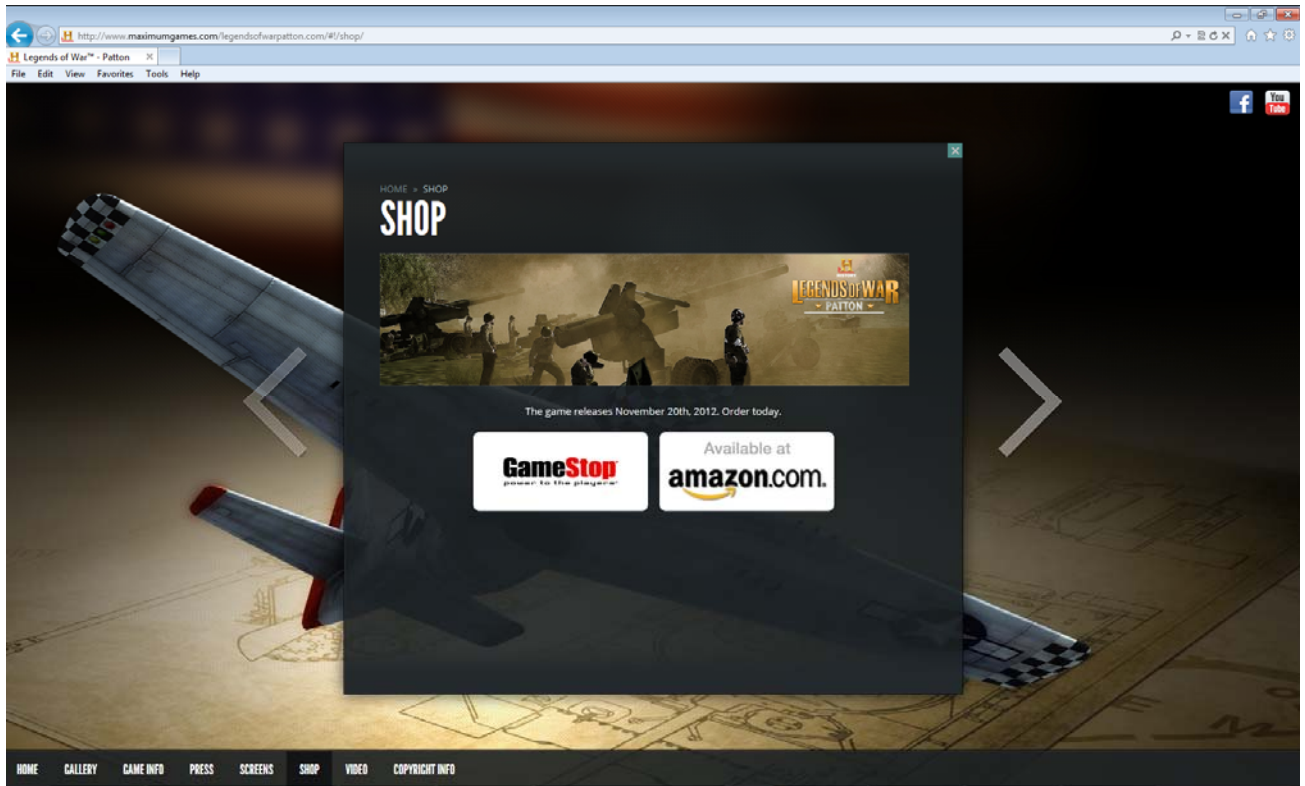 http://www.maximumgames.com/legendsofwarpatton.com/#!/shop/
H Legends of War™ - Patton
File Edit View Favorites Tools Help
f
You
Tube
HOME » SHOP
SHOP
H
LEGENDS OF WAR
PATTON
The game releases November 20th, 2012. Order today.
GameStop
power to the players®
Available at
amazon.com.
HOME GALLERY GAME INFO PRESS SCREENS SHOP VIDEO COPYRIGHT INFO